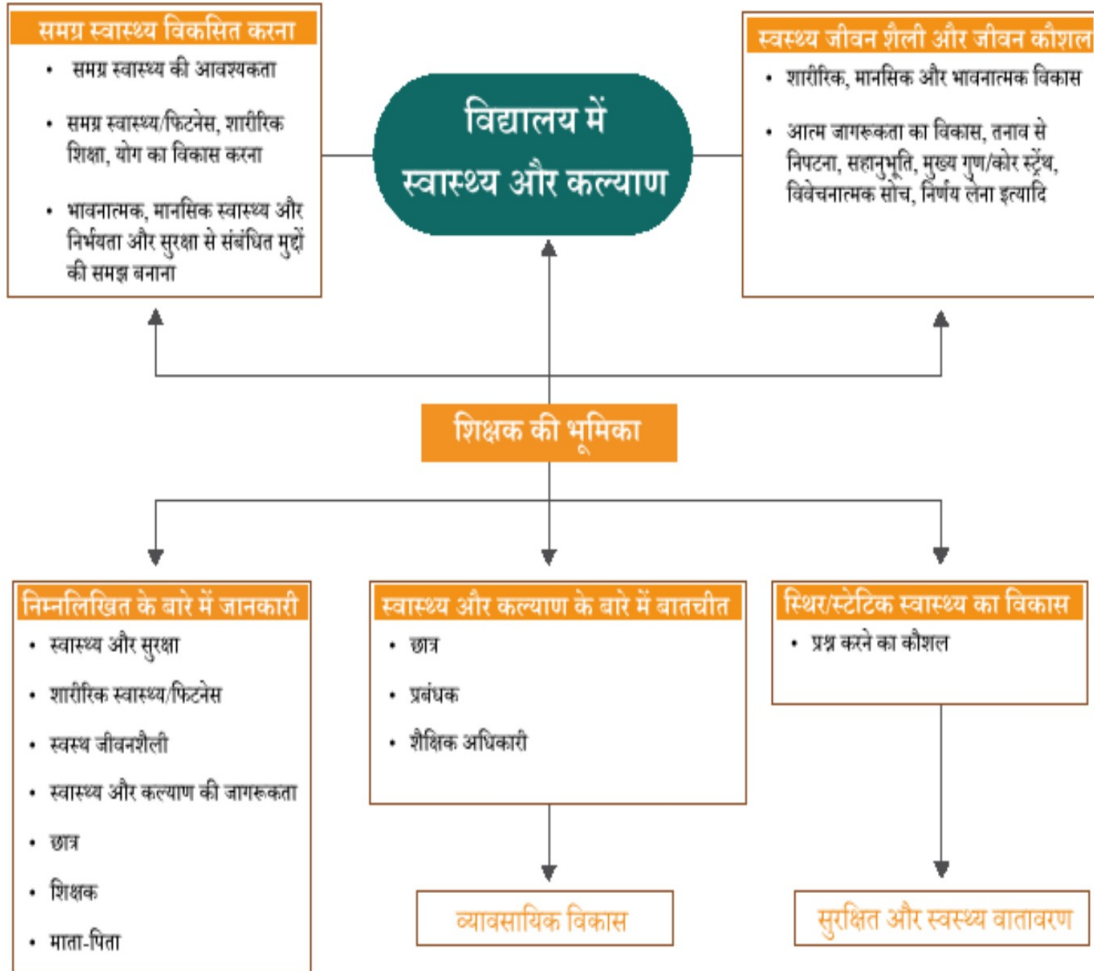 समग्र स्वास्थ्य विकसित करना
• समग्र स्वास्थ्य की आवश्यकता
• समग्र स्वास्थ्य/फिटनेस, शारीरिक
शिक्षा, योग का विकास करना
• भावनात्मक, मानसिक स्वास्थ्य और
निर्भयता और सुरक्षा से संबंधित मुद्दों
की समझ बनाना
विद्यालय में
स्वास्थ्य और कल्याण
स्वस्थ्य जीवन शैली और जीवन कौशल
• शारीरिक, मानसिक और भावनात्मक विकास
• आत्म जागरूकता का विकास, तनाव से
निपटना, सहानुभूति, मुख्य गुण/कोर स्ट्रेंथ,
विवेचनात्मक सोच, निर्णय लेना इत्यादि
शिक्षक की भूमिका
निम्नलिखित के बारे में जानकारी
• स्वास्थ्य और सुरक्षा
• शारीरिक स्वास्थ्य/फिटनेस
• स्वस्थ जीवनशैली
• स्वास्थ्य और कल्याण की जागरूकता
• छात्र
• शिक्षक
• माता-पिता
स्वास्थ्य और कल्याण के बारे में बातचीत
• छात्र
• प्रबंधक
• शैक्षिक अधिकारी
व्यावसायिक विकास
स्थिर/स्टेटिक स्वास्थ्य का विकास
• प्रश्न करने का कौशल
सुरक्षित और स्वस्थ्य वातावरण